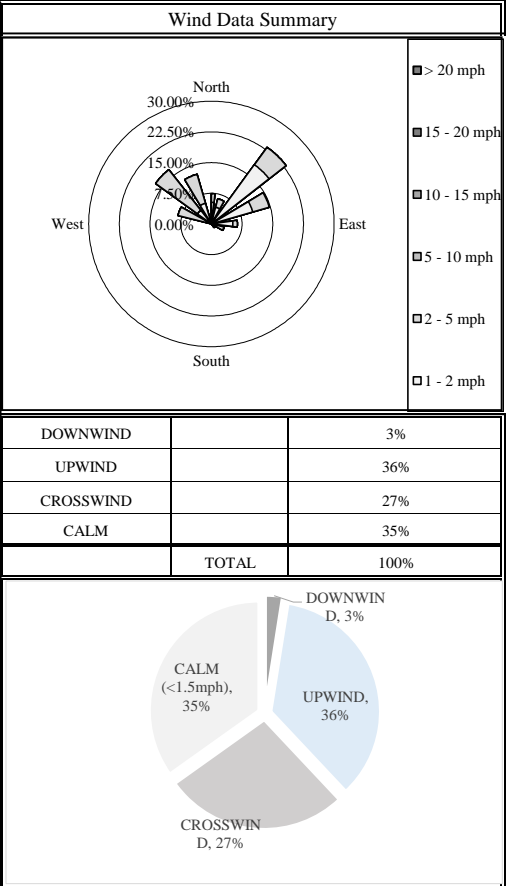 Wind Data Summary
North
30.00%
22.50%
15.00%
7.50%
0.00%
West
East
South
> 20 mph
15 - 20 mph
10 - 15 mph
5 - 10 mph
2 - 5 mph
1 - 2 mph
DOWNWIND 3%
UPWIND 36%
CROSSWIND 27%
CALM 35%
TOTAL 100%
DOWNWIN
D, 3%
UPWIND,
36%
CROSSWIN
D, 27%
CALM
(<1.5mph),
35%